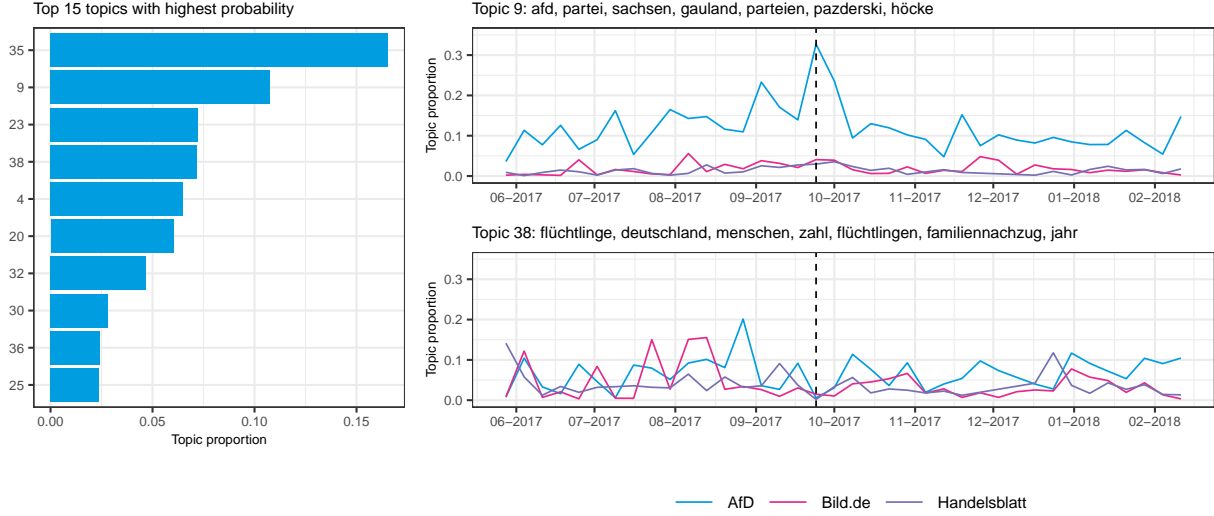 Top 15 topics with highest probability
35
9
23
38
4
20
32
30
36
25
0.00 0.05 0.10 0.15
Topic proportion
Topic 9: afd, partei, sachsen, gauland, parteien, pazderski, höcke
Topic proportion
0.3
0.2
0.1
0.0
06−2017 07−2017 08−2017 09−2017 10−2017 11−2017 12−2017 01−2018 02−2018
Topic 38: flüchtlinge, deutschland, menschen, zahl, flüchtlingen, familiennachzug, jahr
Topic proportion
0.3
0.2
0.1
0.0
06−2017 07−2017 08−2017 09−2017 10−2017 11−2017 12−2017 01−2018 02−2018
AfD Bild.de Handelsblatt